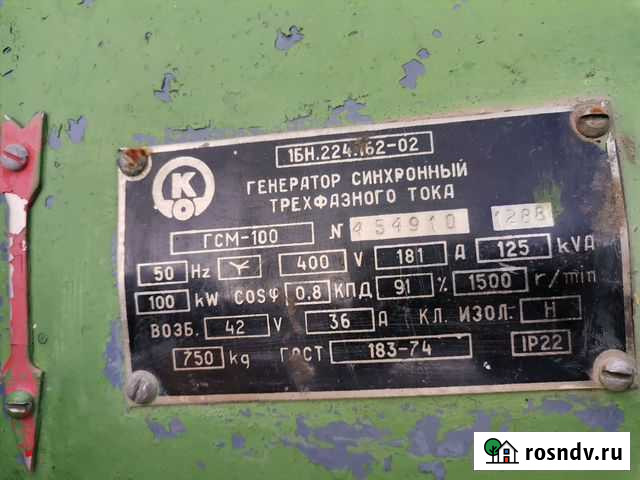 1БН.224.162-02
КО
ГЕНЕРАТОР СИНХРОННЫЙ
ТРЕХФАЗНОГО ТОКА
ГСМ-100 № 454910 1288
50 Hz Y 400 V 181 A 125 kVA
100 kW COSφ 0.8 КПД 91 % 1500 r/min
ВОЗБ. 42 V 36 A КЛ. ИЗОЛ. H
750 kg ГОСТ 183-74 IP22
rosndv.ru